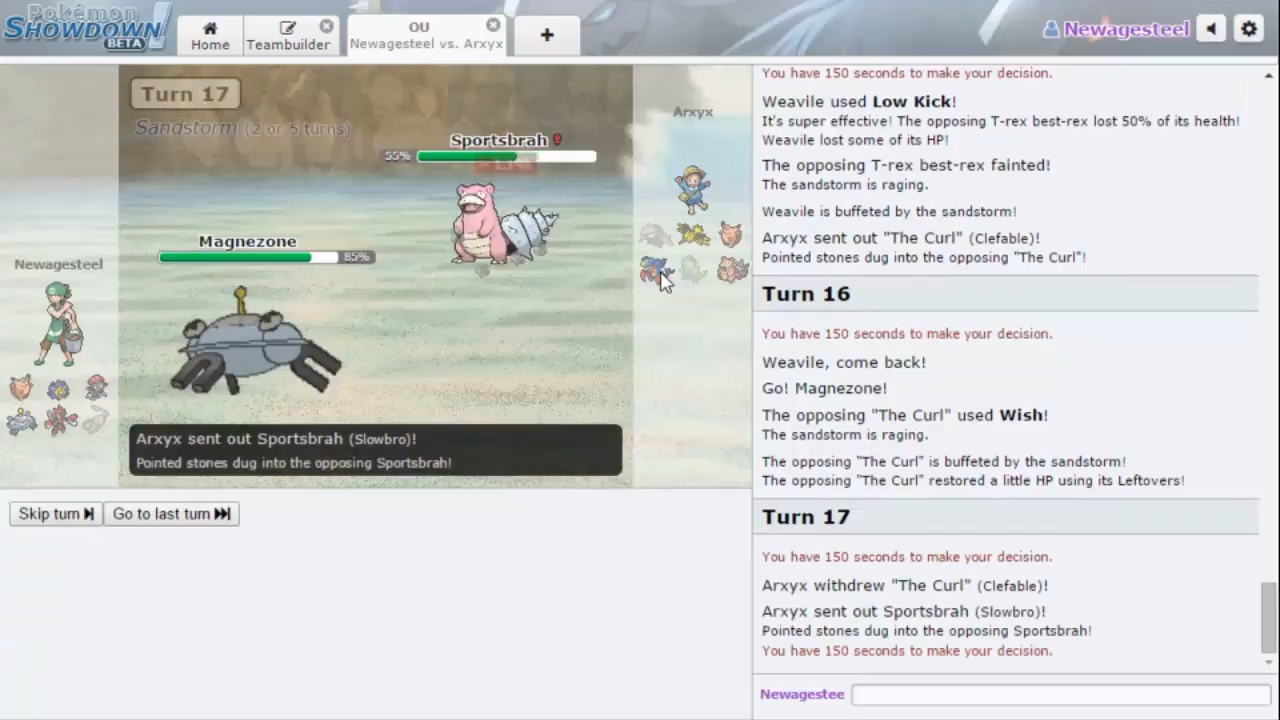 Pokémon
SHOWDOWN!
BETA
Home
Teambuilder
OU
Newagesteel vs. Arxyx
+
Newagesteel
Turn 17
Sandstorm (2 or 5 turns)
Arxyx
Sportsbrah
55%
Magnezone
85%
Newagesteel
Arxyx sent out Sportsbrah (Slowbro)!
Pointed stones dug into the opposing Sportsbrah!
Skip turn
Go to last turn
You have 150 seconds to make your decision.
Weavile used Low Kick!
It's super effective! The opposing T-rex best-rex lost 50% of its health!
Weavile lost some of its HP!
The opposing T-rex best-rex fainted!
The sandstorm is raging.
Weavile is buffeted by the sandstorm!
Arxyx sent out "The Curl" (Clefable)!
Pointed stones dug into the opposing "The Curl"!
Turn 16
You have 150 seconds to make your decision.
Weavile, come back!
Go! Magnezone!
The opposing "The Curl" used Wish!
The sandstorm is raging.
The opposing "The Curl" is buffeted by the sandstorm!
The opposing "The Curl" restored a little HP using its Leftovers!
Turn 17
You have 150 seconds to make your decision.
Arxyx withdrew "The Curl" (Clefable)!
Arxyx sent out Sportsbrah (Slowbro)!
Pointed stones dug into the opposing Sportsbrah!
You have 150 seconds to make your decision.
Newagestee